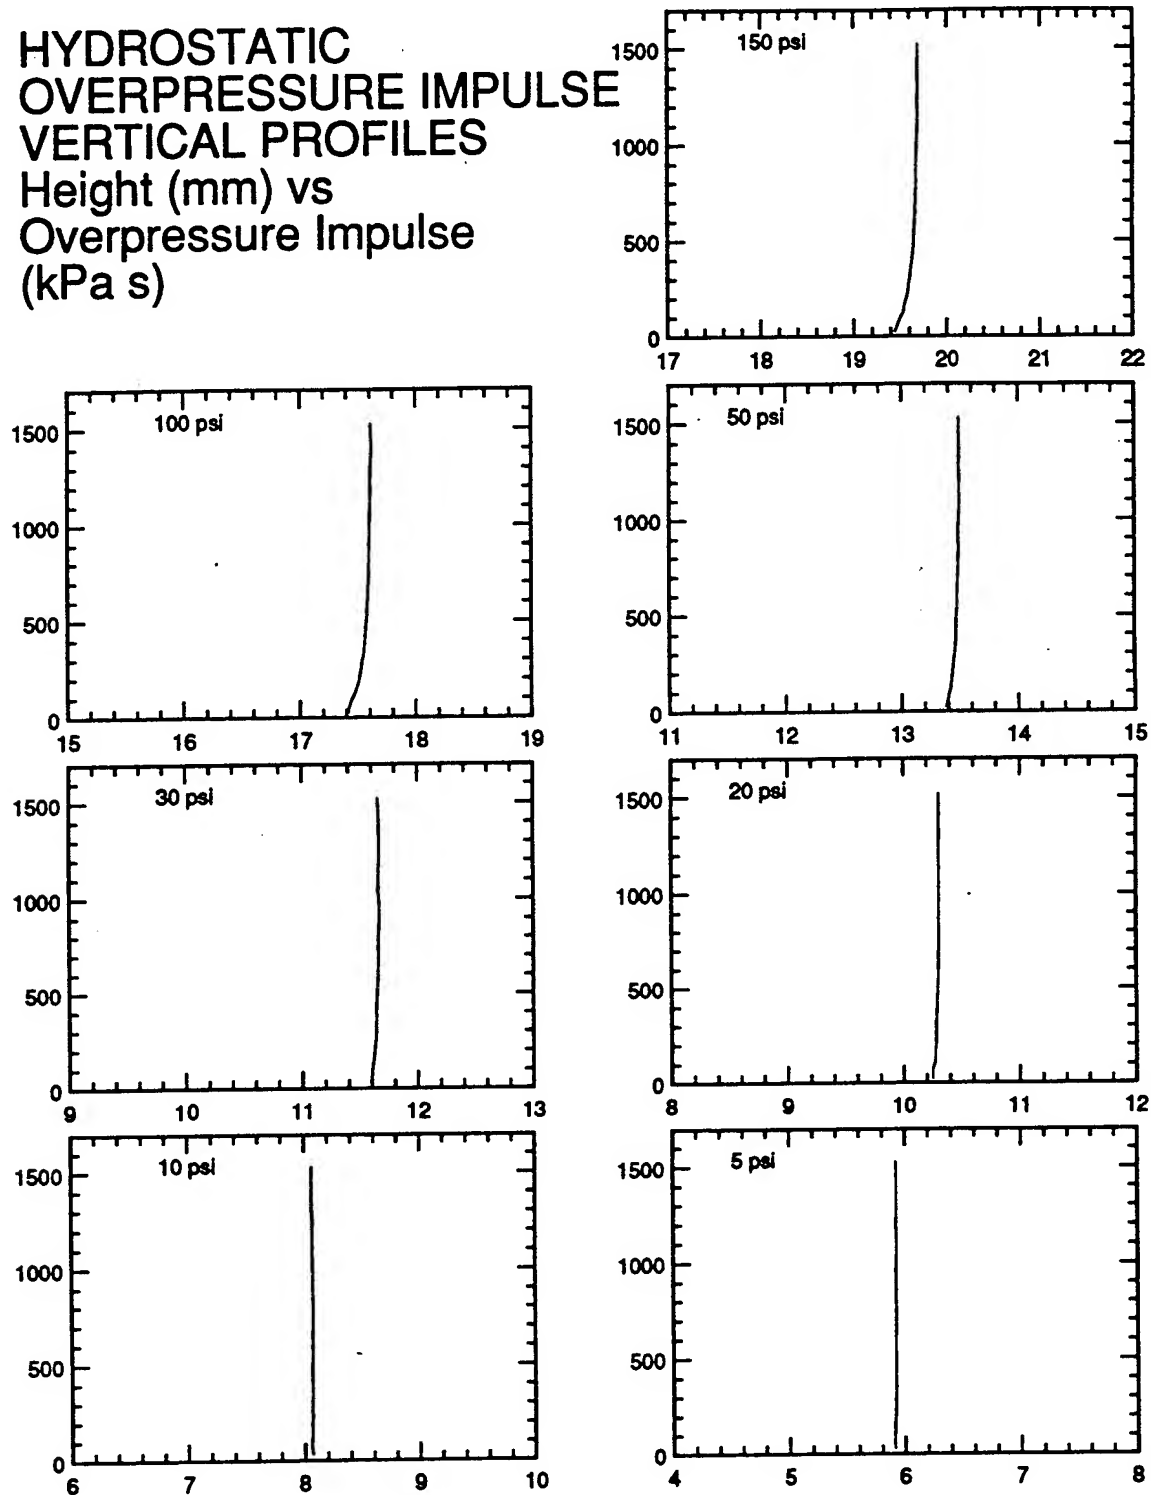 HYDROSTATIC
OVERPRESSURE IMPULSE
VERTICAL PROFILES
Height (mm) vs
Overpressure Impulse
(kPa s)
150 psi
1500
1000
500
0
17 18 19 20 21 22
100 psi
1500
1000
500
0
15 16 17 18 19
50 psi
1500
1000
500
0
11 12 13 14 15
30 psi
1500
1000
500
0
9 10 11 12 13
20 psi
1500
1000
500
0
8 9 10 11 12
10 psi
1500
1000
500
0
6 7 8 9 10
5 psi
1500
1000
500
0
4 5 6 7 8